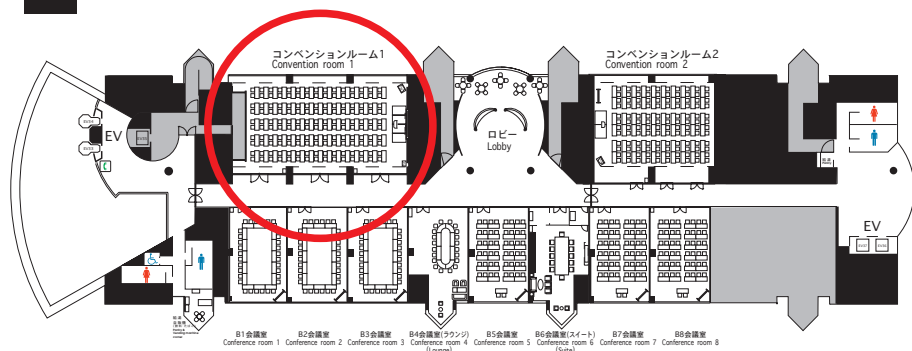 コンベンションルーム1
Convention room 1
コンベンションルーム2
Convention room 2
EV
ロビー
Lobby
EV
B1会議室
Conference room 1
B2会議室
Conference room 2
B3会議室
Conference room 3
B4会議室(ラウンジ)
Conference room 4
(Lounge)
B5会議室
Conference room 5
B6会議室(スイート)
Conference room 6
(Suite)
B7会議室
Conference room 7
B8会議室
Conference room 8